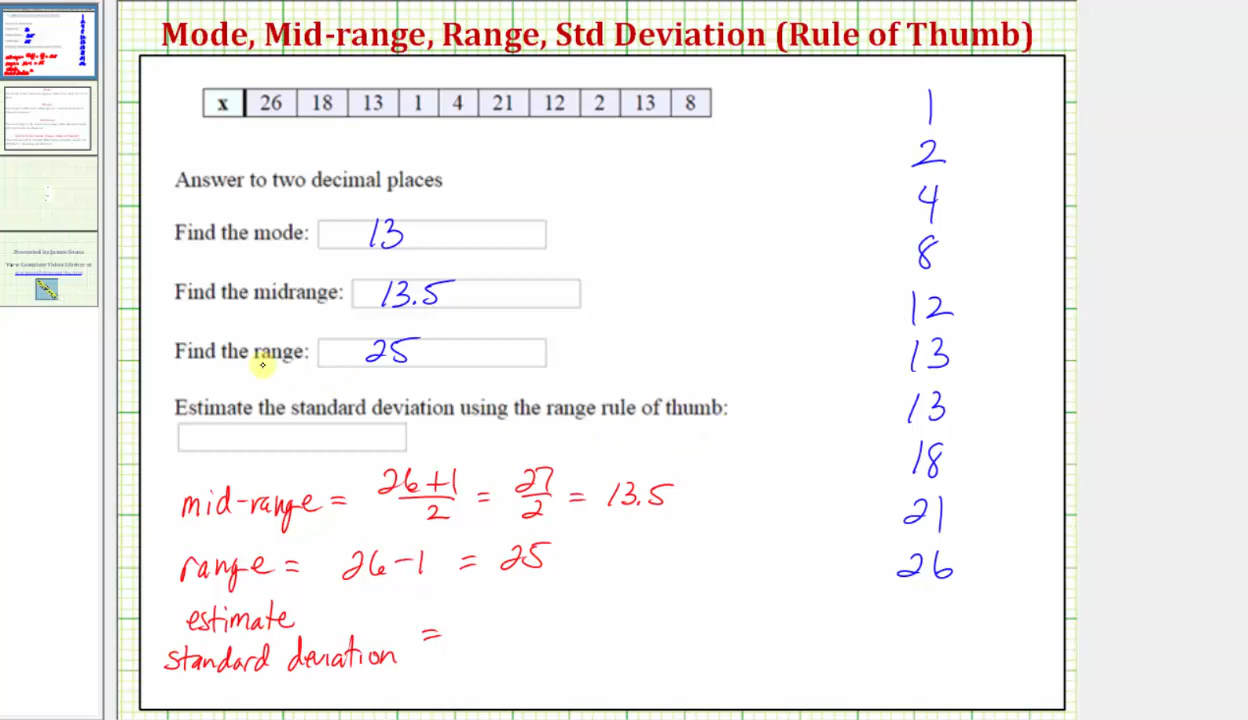 Mode, Mid-range, Range, Std Deviation (Rule of Thumb)
x 26 18 13 1 4 21 12 2 13 8
Answer to two decimal places
Find the mode: 13
Find the midrange: 13.5
Find the range: 25
Estimate the standard deviation using the range rule of thumb:
mid-range = 26+1/2 = 27/2 = 13.5
range = 26-1 = 25
estimate
standard deviation =
1
2
4
8
12
13
13
18
21
26